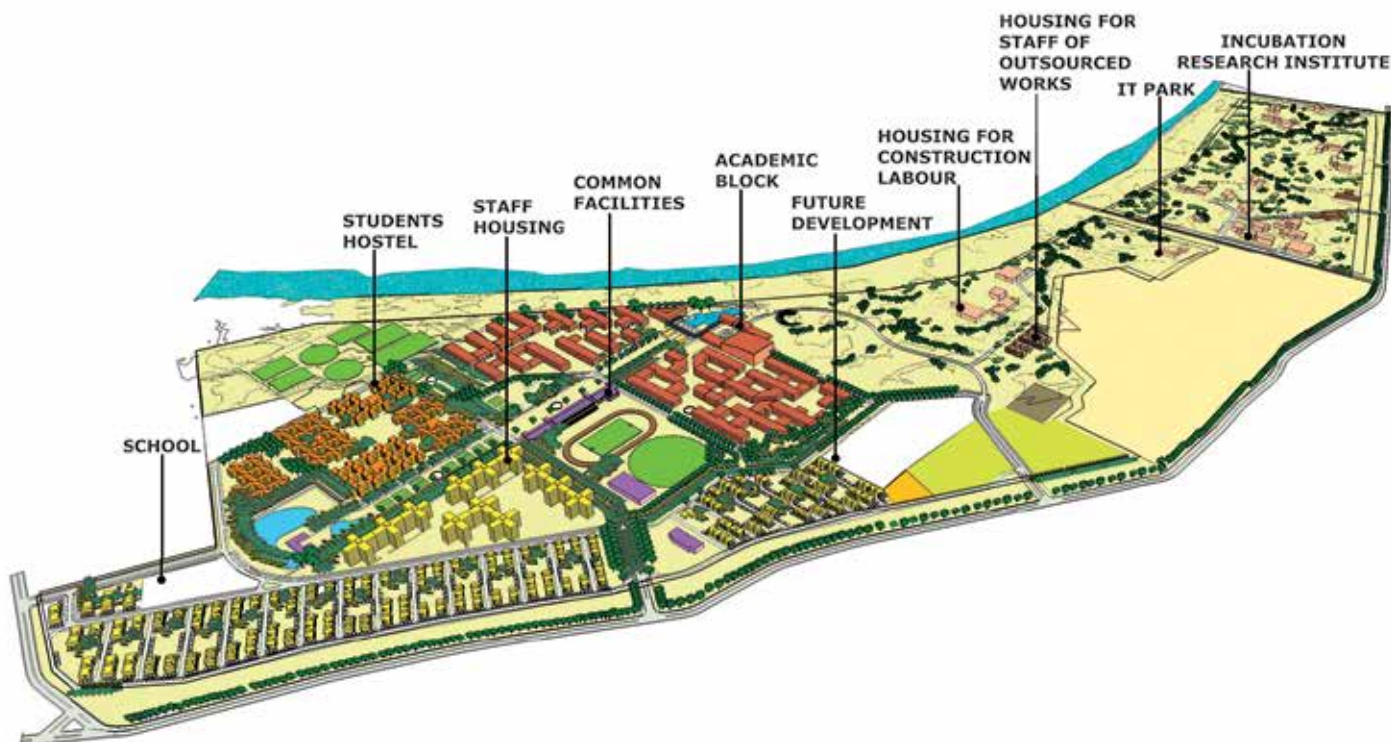 HOUSING FOR
STAFF OF
OUTSOURCED
WORKS
INCUBATION
RESEARCH INSTITUTE
IT PARK
HOUSING FOR
CONSTRUCTION
LABOUR
ACADEMIC
BLOCK
COMMON
FACILITIES
FUTURE
DEVELOPMENT
STAFF
HOUSING
STUDENTS
HOSTEL
SCHOOL